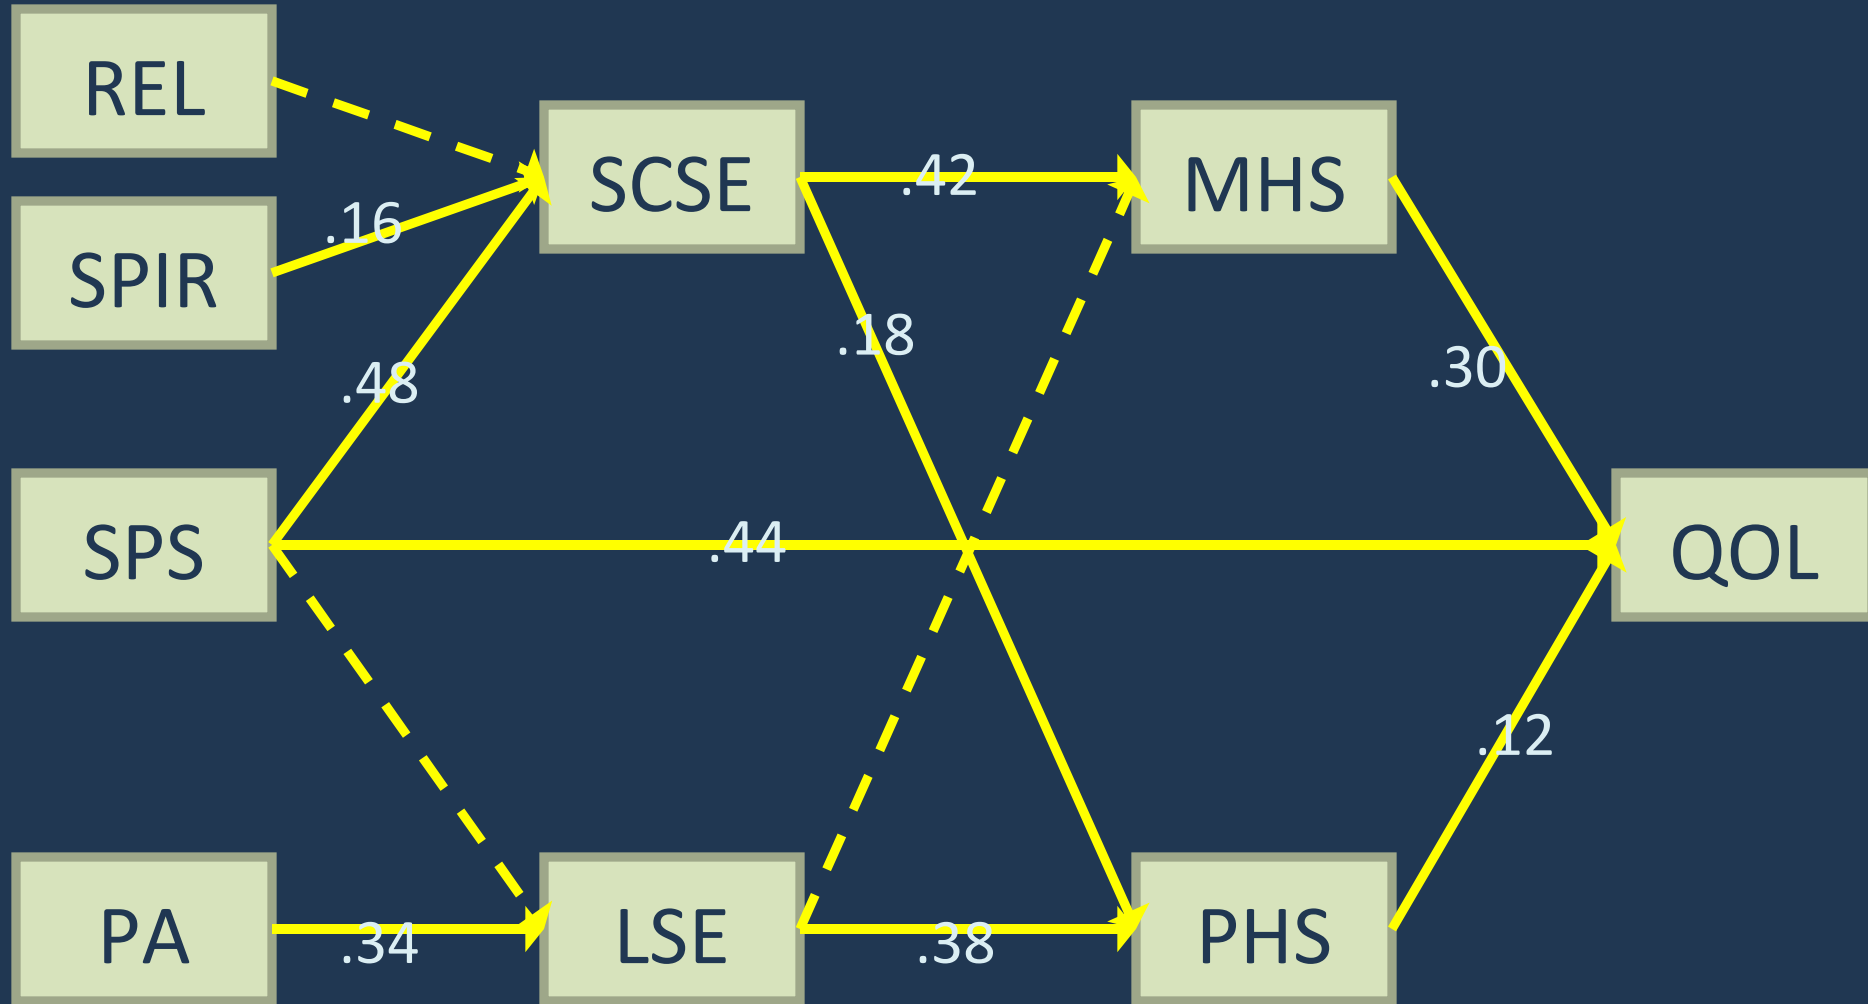 REL
SCSE
MHS
.42
.16
SPIR
.18
.48
.30
SPS
.44
QOL
.12
PA
.34
LSE
.38
PHS